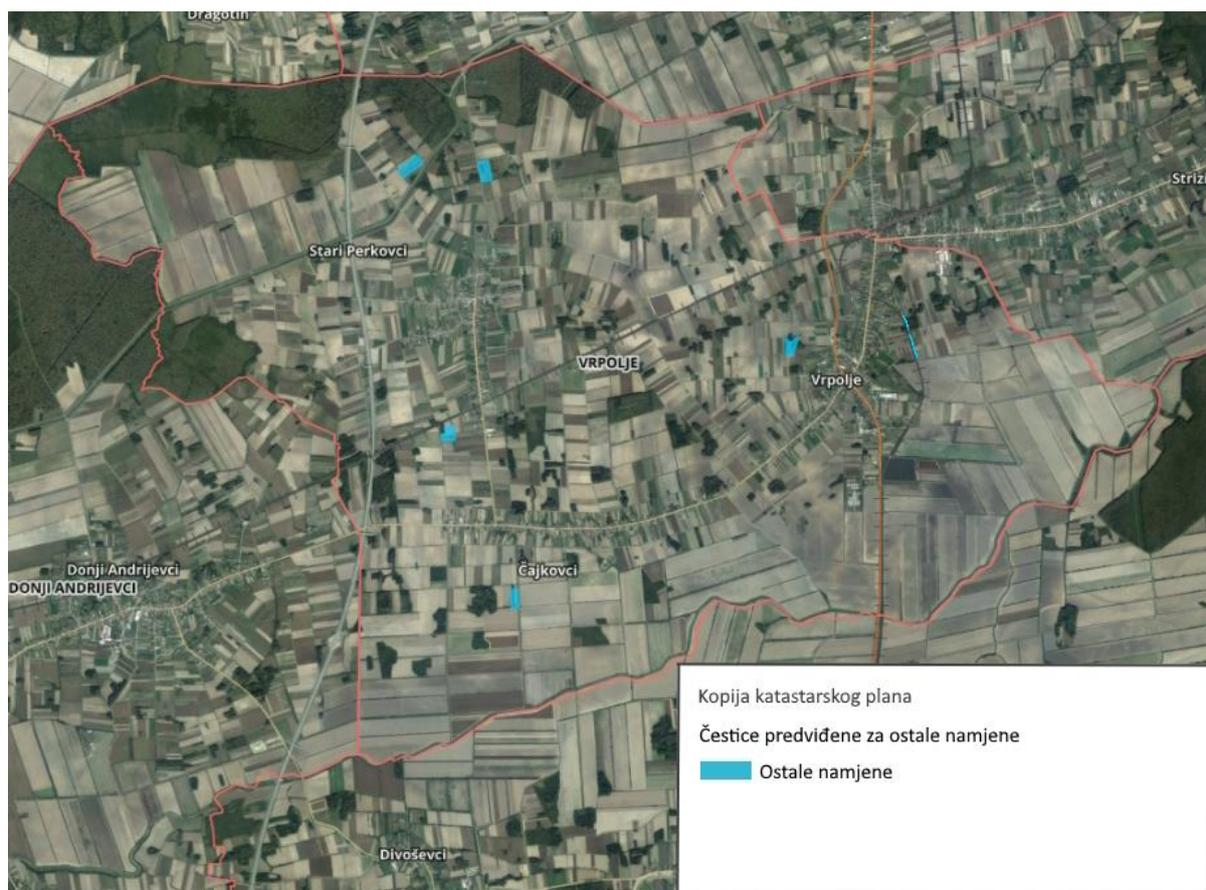 Dragotin
Strizi
Stari Perkovci
VRPOLJE
Vrpolje
Donji Andrijevci
DONJI ANDRIJEVCI
Čajkovci
Divoševci
Kopija katastarskog plana
Čestice predviđene za ostale namjene
Ostale namjene